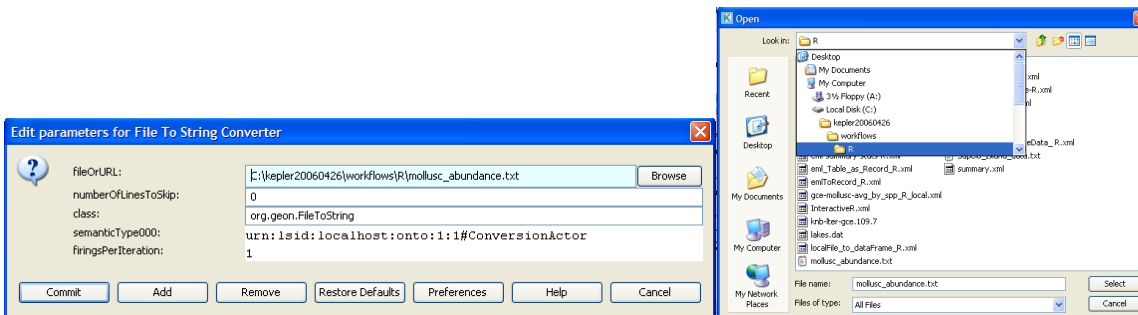 Edit parameters for File To String Converter
fileOrURL:
C:\kepler20060426\workflows\R\mollusc_abundance.txt
Browse
numberOfLinesToSkip:
0
class:
org.geon.FileToString
semanticType000:
urn:lsid:localhost:onto:1:1#ConversionActor
firingsPerIteration:
1
Commit
Add
Remove
Restore Defaults
Preferences
Help
Cancel
Open
Look in:
R
Desktop
My Documents
My Computer
3½ Floppy (A:)
Local Disk (C:)
kepler20060426
workflows
R
xml
e-R.xml
eData_R.xml
eml_Table_as_Record_R.xml
summary.xml
emlToRecord_R.xml
gce-mollusc-avg_by_spp_R_local.xml
InteractiveR.xml
knb-lter-gce.109.7
lakes.dat
localFile_to_dataFrame_R.xml
mollusc_abundance.txt
Recent
Desktop
My Documents
My Computer
My Network
Places
File name:
mollusc_abundance.txt
Select
Files of type:
All Files
Cancel